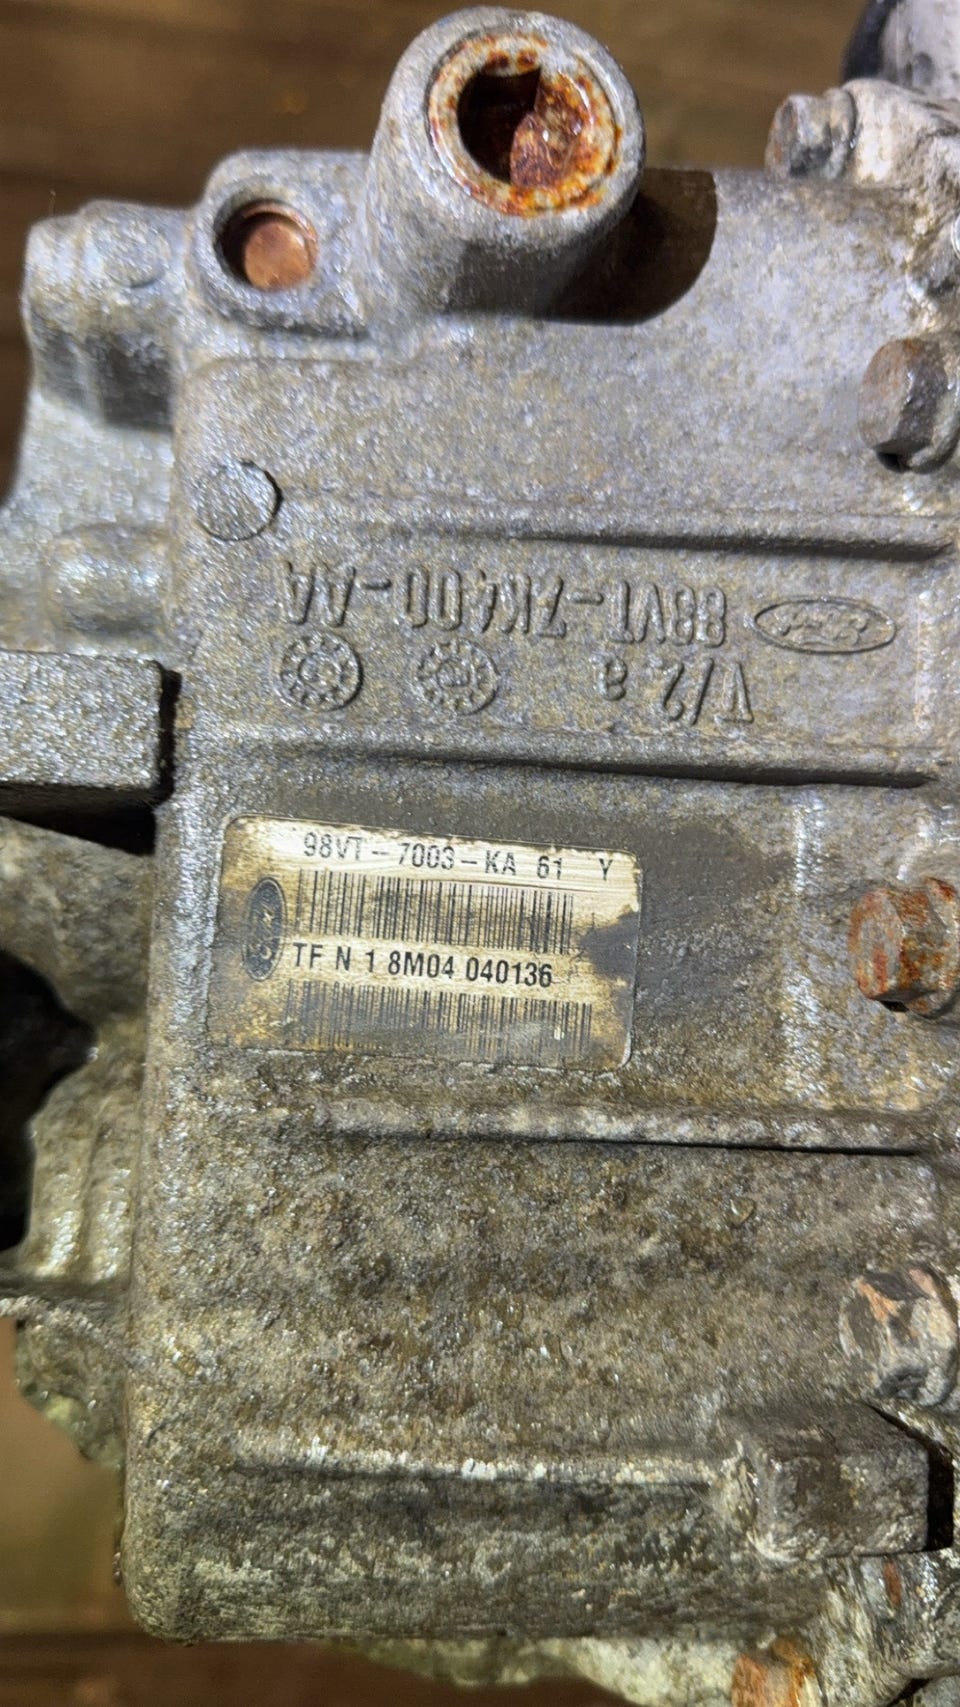 88VT-7K400-AA
V/2 a
98VT-7003-KA 61 Y
TF N 1 8M04 040136